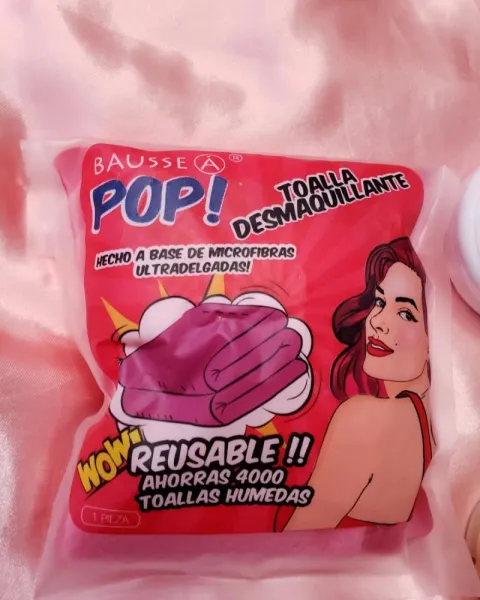 BAUSSE A®
POP!
TOALLA
DESMAQUILLANTE
HECHO A BASE DE MICROFIBRAS
ULTRADELGADAS!
WOW!
REUSABLE !!
AHORRAS 4000
TOALLAS HUMEDAS
1 PIEZA